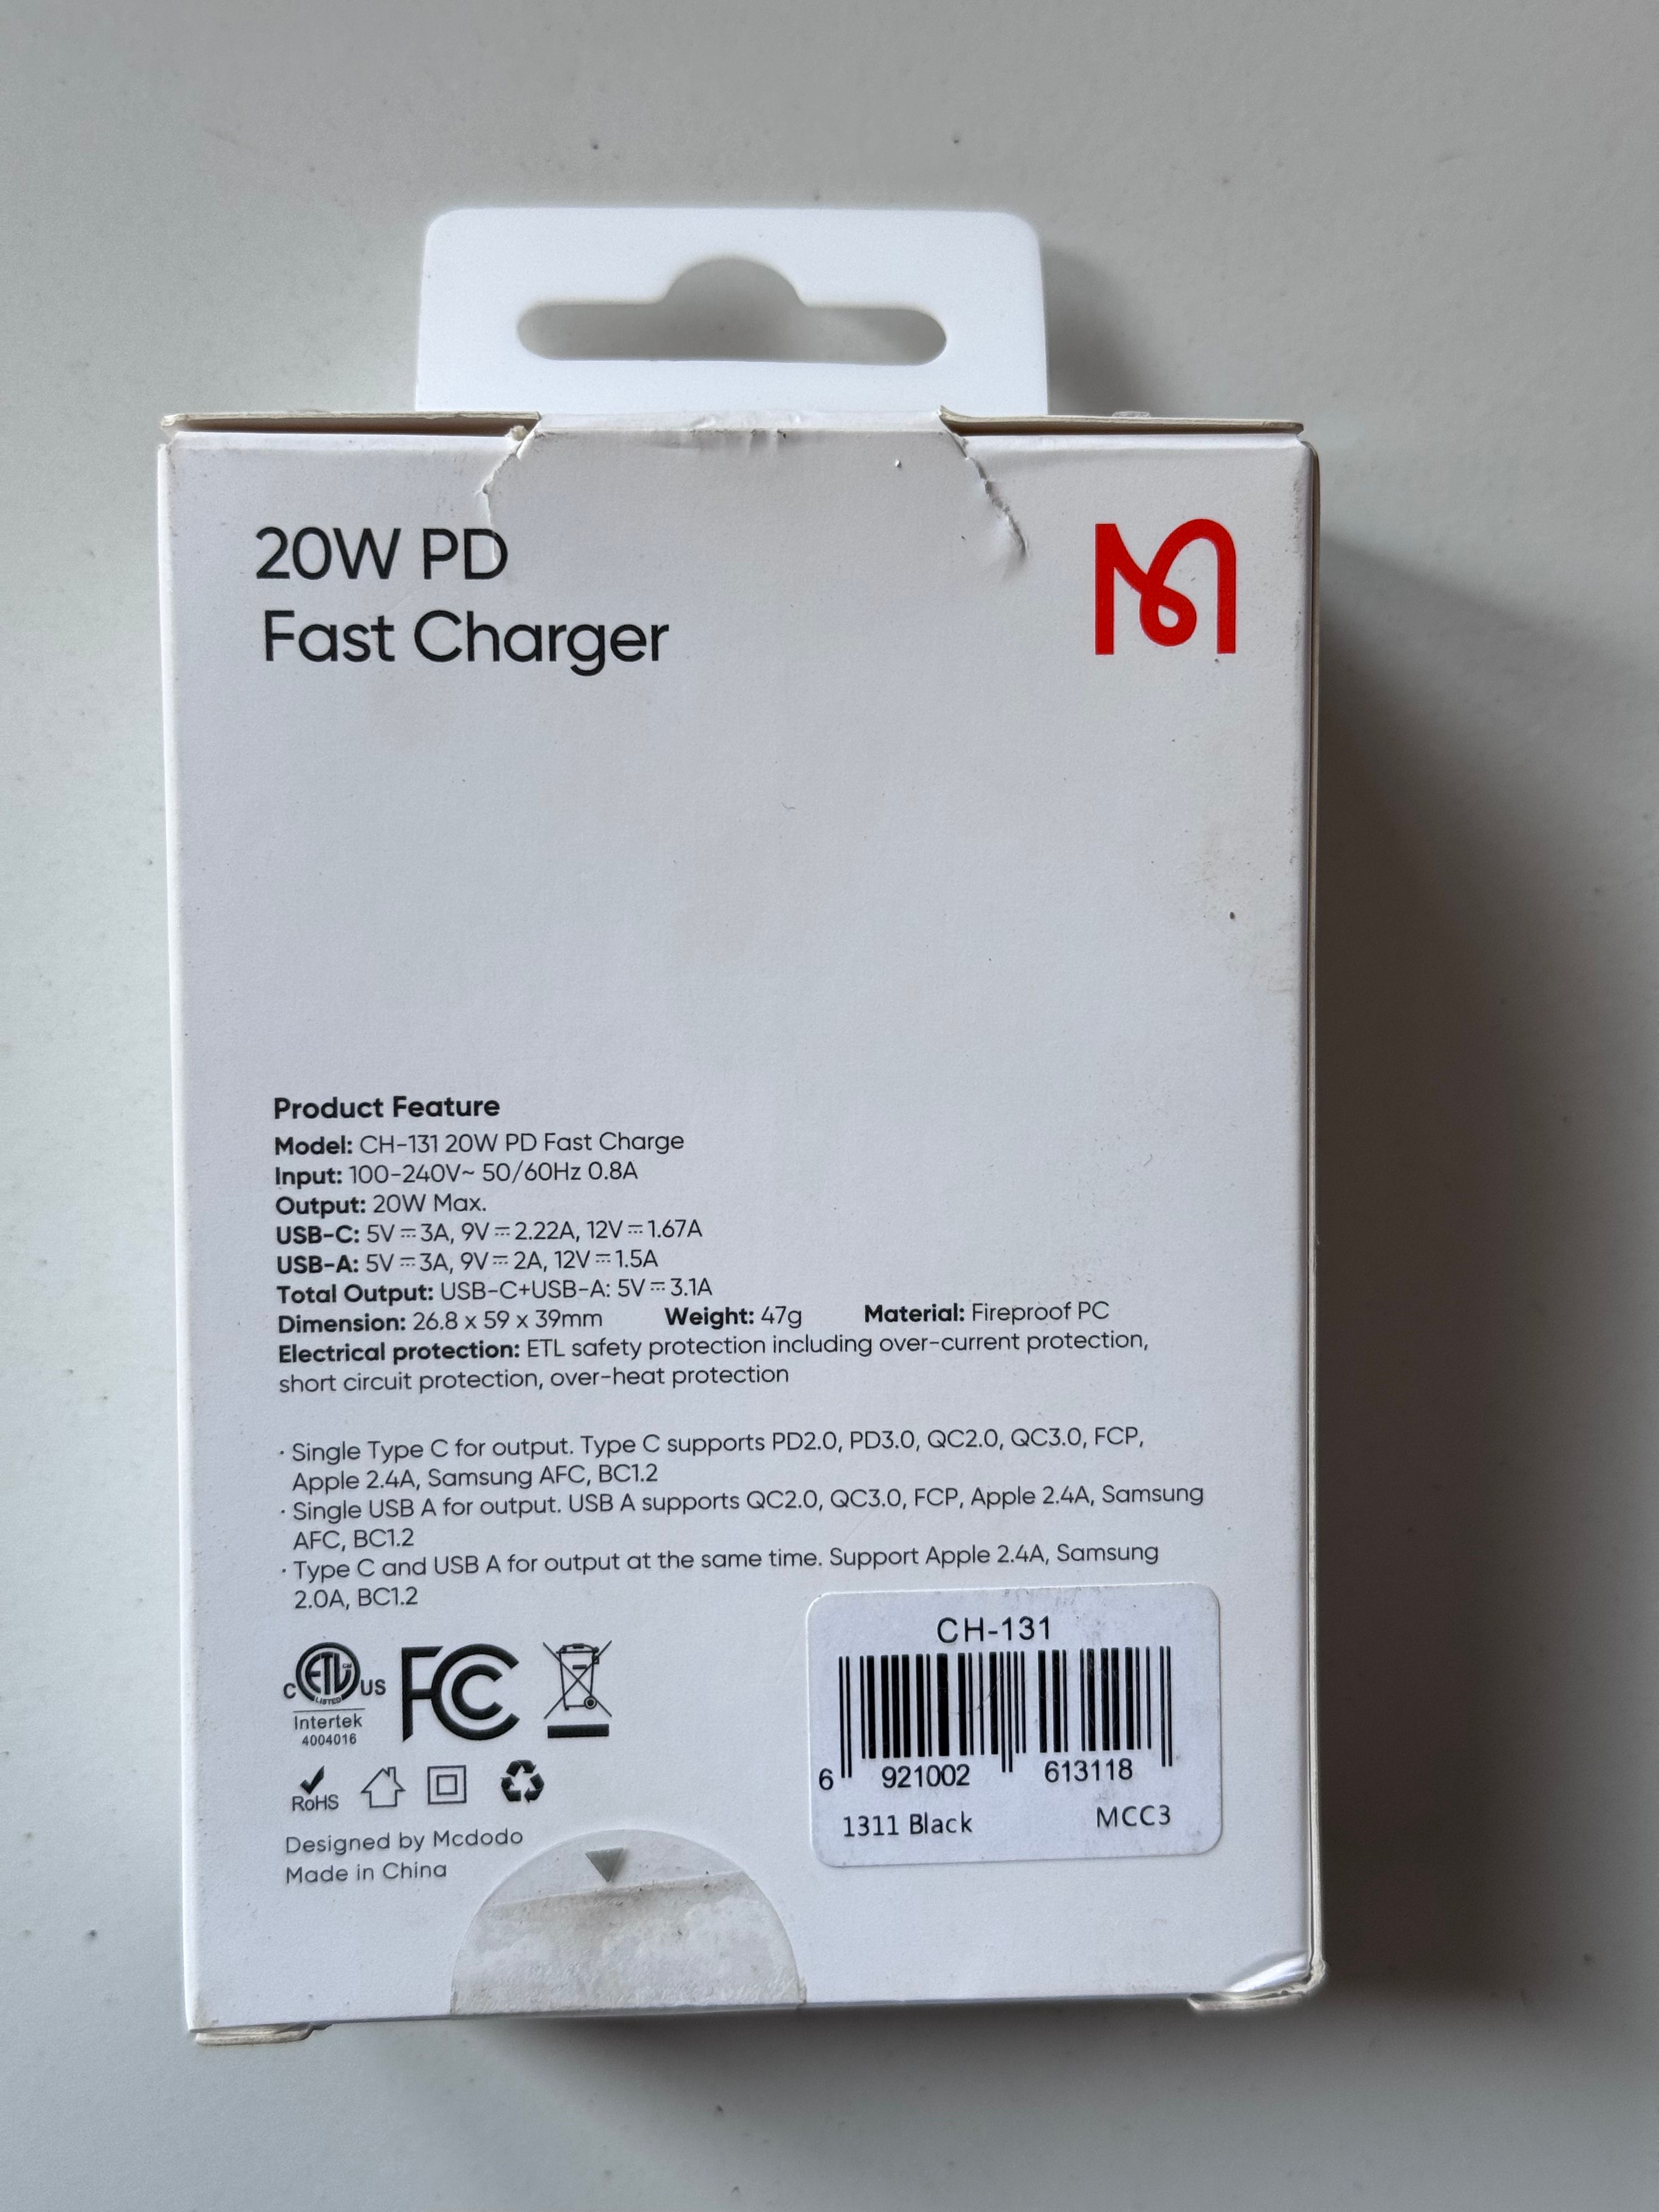 20W PD
Fast Charger
Product Feature
Model: CH-131 20W PD Fast Charge
Input: 100-240V~ 50/60Hz 0.8A
Output: 20W Max.
USB-C: 5V⎓3A, 9V⎓2.22A, 12V⎓1.67A
USB-A: 5V⎓3A, 9V⎓2A, 12V⎓1.5A
Total Output: USB-C+USB-A: 5V⎓3.1A
Dimension: 26.8 x 59 x 39mm Weight: 47g Material: Fireproof PC
Electrical protection: ETL safety protection including over-current protection,
short circuit protection, over-heat protection
· Single Type C for output. Type C supports PD2.0, PD3.0, QC2.0, QC3.0, FCP,
Apple 2.4A, Samsung AFC, BC1.2
· Single USB A for output. USB A supports QC2.0, QC3.0, FCP, Apple 2.4A, Samsung
AFC, BC1.2
· Type C and USB A for output at the same time. Support Apple 2.4A, Samsung
2.0A, BC1.2
C ETL CM US
LISTED
Intertek
4004016
FC
RoHS
Designed by Mcdodo
Made in China
CH-131
6 921002 613118
1311 Black MCC3